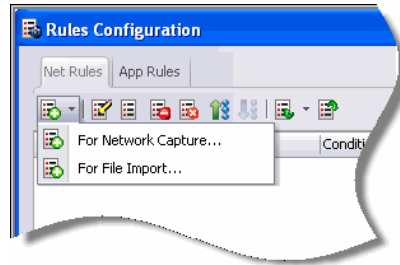 Rules Configuration
Net Rules App Rules
For Network Capture...
Conditi
For File Import...